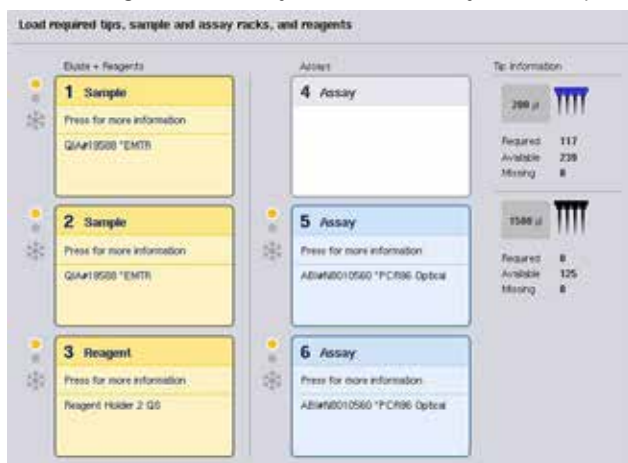 Load required tips, sample and assay racks, and reagents
Eluate + Reagents
Assays
Tip information
1 Sample
Press for more information
QIA#19588 *EMTR
4 Assay
200 µl
Required 117
Available 239
Missing 0
2 Sample
Press for more information
QIA#19588 *EMTR
5 Assay
Press for more information
ABI#N8010560 *PCR96 Optical
1500 µl
Required 0
Available 125
Missing 0
3 Reagent
Press for more information
Reagent Holder 2 QS
6 Assay
Press for more information
ABI#N8010560 *PCR96 Optical